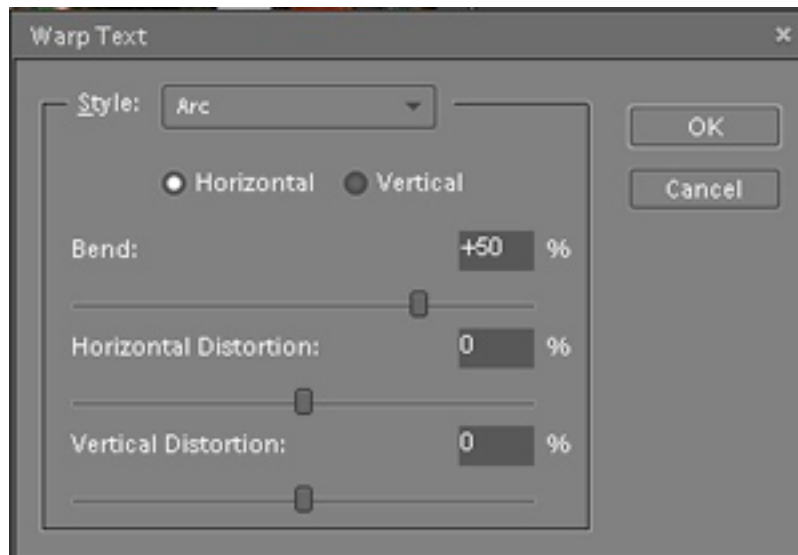 Warp Text
Style: Arc
OK
Horizontal Vertical
Cancel
Bend: +50 %
Horizontal Distortion: 0 %
Vertical Distortion: 0 %